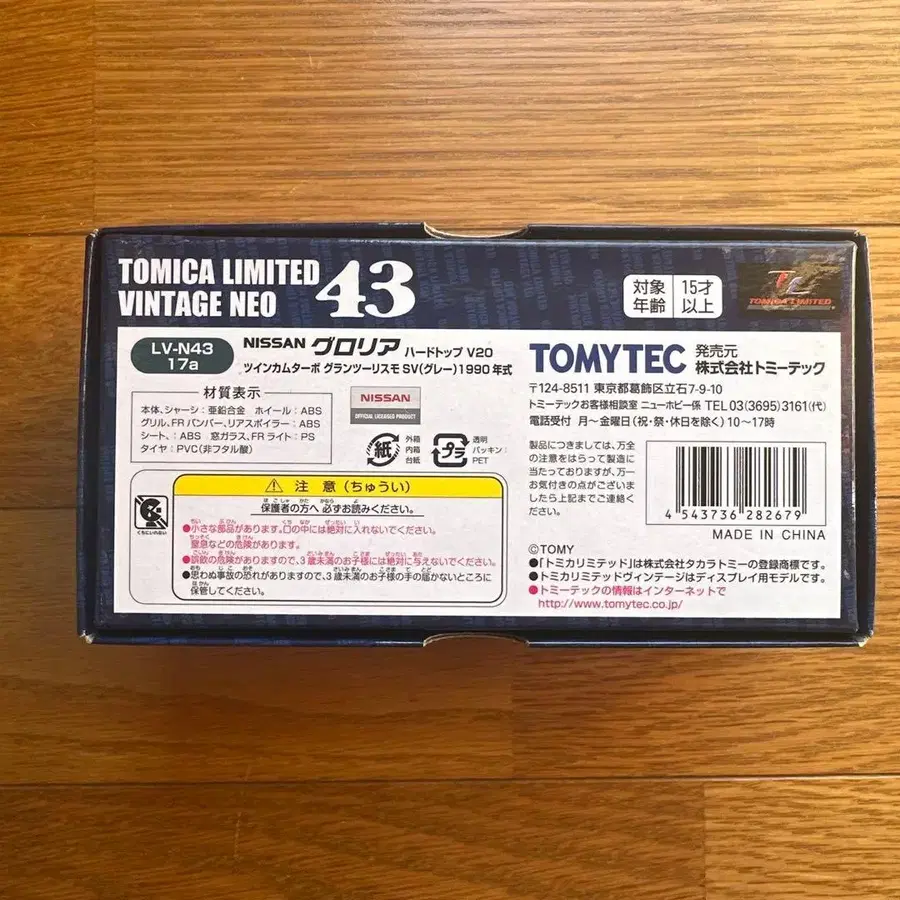 TOMICA LIMITED
VINTAGE NEO 43
対象年齢 15才以上
TOMICA LIMITED
LV-N43
17a
NISSAN グロリア ハードトップ V20
ツインカムターボ グランツーリスモ SV(グレー)1990年式
材質表示
本体、シャーシ:亜鉛合金 ホイール:ABS
グリル、FRバンパー、リアスポイラー:ABS
シート、:ABS 窓ガラス、FRライト:PS
タイヤ:PVC(非フタル酸)
NISSAN
OFFICIAL LICENSED PRODUCT
紙
外箱
内箱
台紙
プラ
透明
パッキン:
PET
注意(ちゅうい)
保護者の方へ 必ずお読みください。
●小さな部品があります。口の中には絶対に入れないでください。
窒息などの危険があります。
●誤飲の危険がありますので、3歳未満のお子様には絶対に与えないでください。
●思わぬ事故の恐れがありますので、3歳未満のお子様の手の届かないところに
保管してください。
くちにいれない
TOMYTEC 発売元
株式会社トミーテック
〒124-8511 東京都葛飾区立石7-9-10
トミーテックお客様相談室 ニューホビー係 TEL 03(3695)3161(代)
電話受付 月〜金曜日(祝・祭・休日を除く)10〜17時
製品につきましては、万全
の注意をはらって製造に
当たっておりますが、万一
お気付きの点がございま
したら上記までご連絡く
ださい。
4 543736 282679
MADE IN CHINA
©TOMY
●「トミカリミテッド」は株式会社タカラトミーの登録商標です。
●トミカリミテッドヴィンテージはディスプレイ用モデルです。
●トミーテックの情報はインターネットで
http://www.tomytec.co.jp/